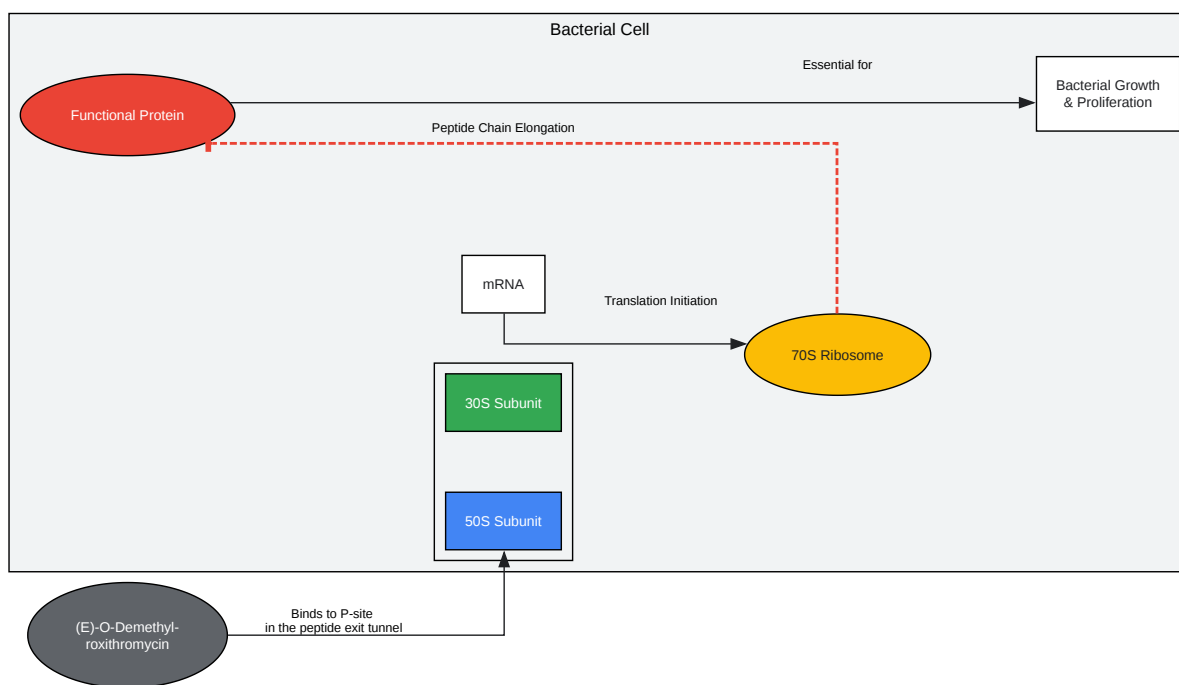 Bacterial Cell
Essential for
Functional Protein
Bacterial Growth
& Proliferation
Peptide Chain Elongation
mRNA
Translation Initiation
70S Ribosome
30S Subunit
50S Subunit
(E)-O-Demethyl-
roxithromycin
Binds to P-site
in the peptide exit tunnel